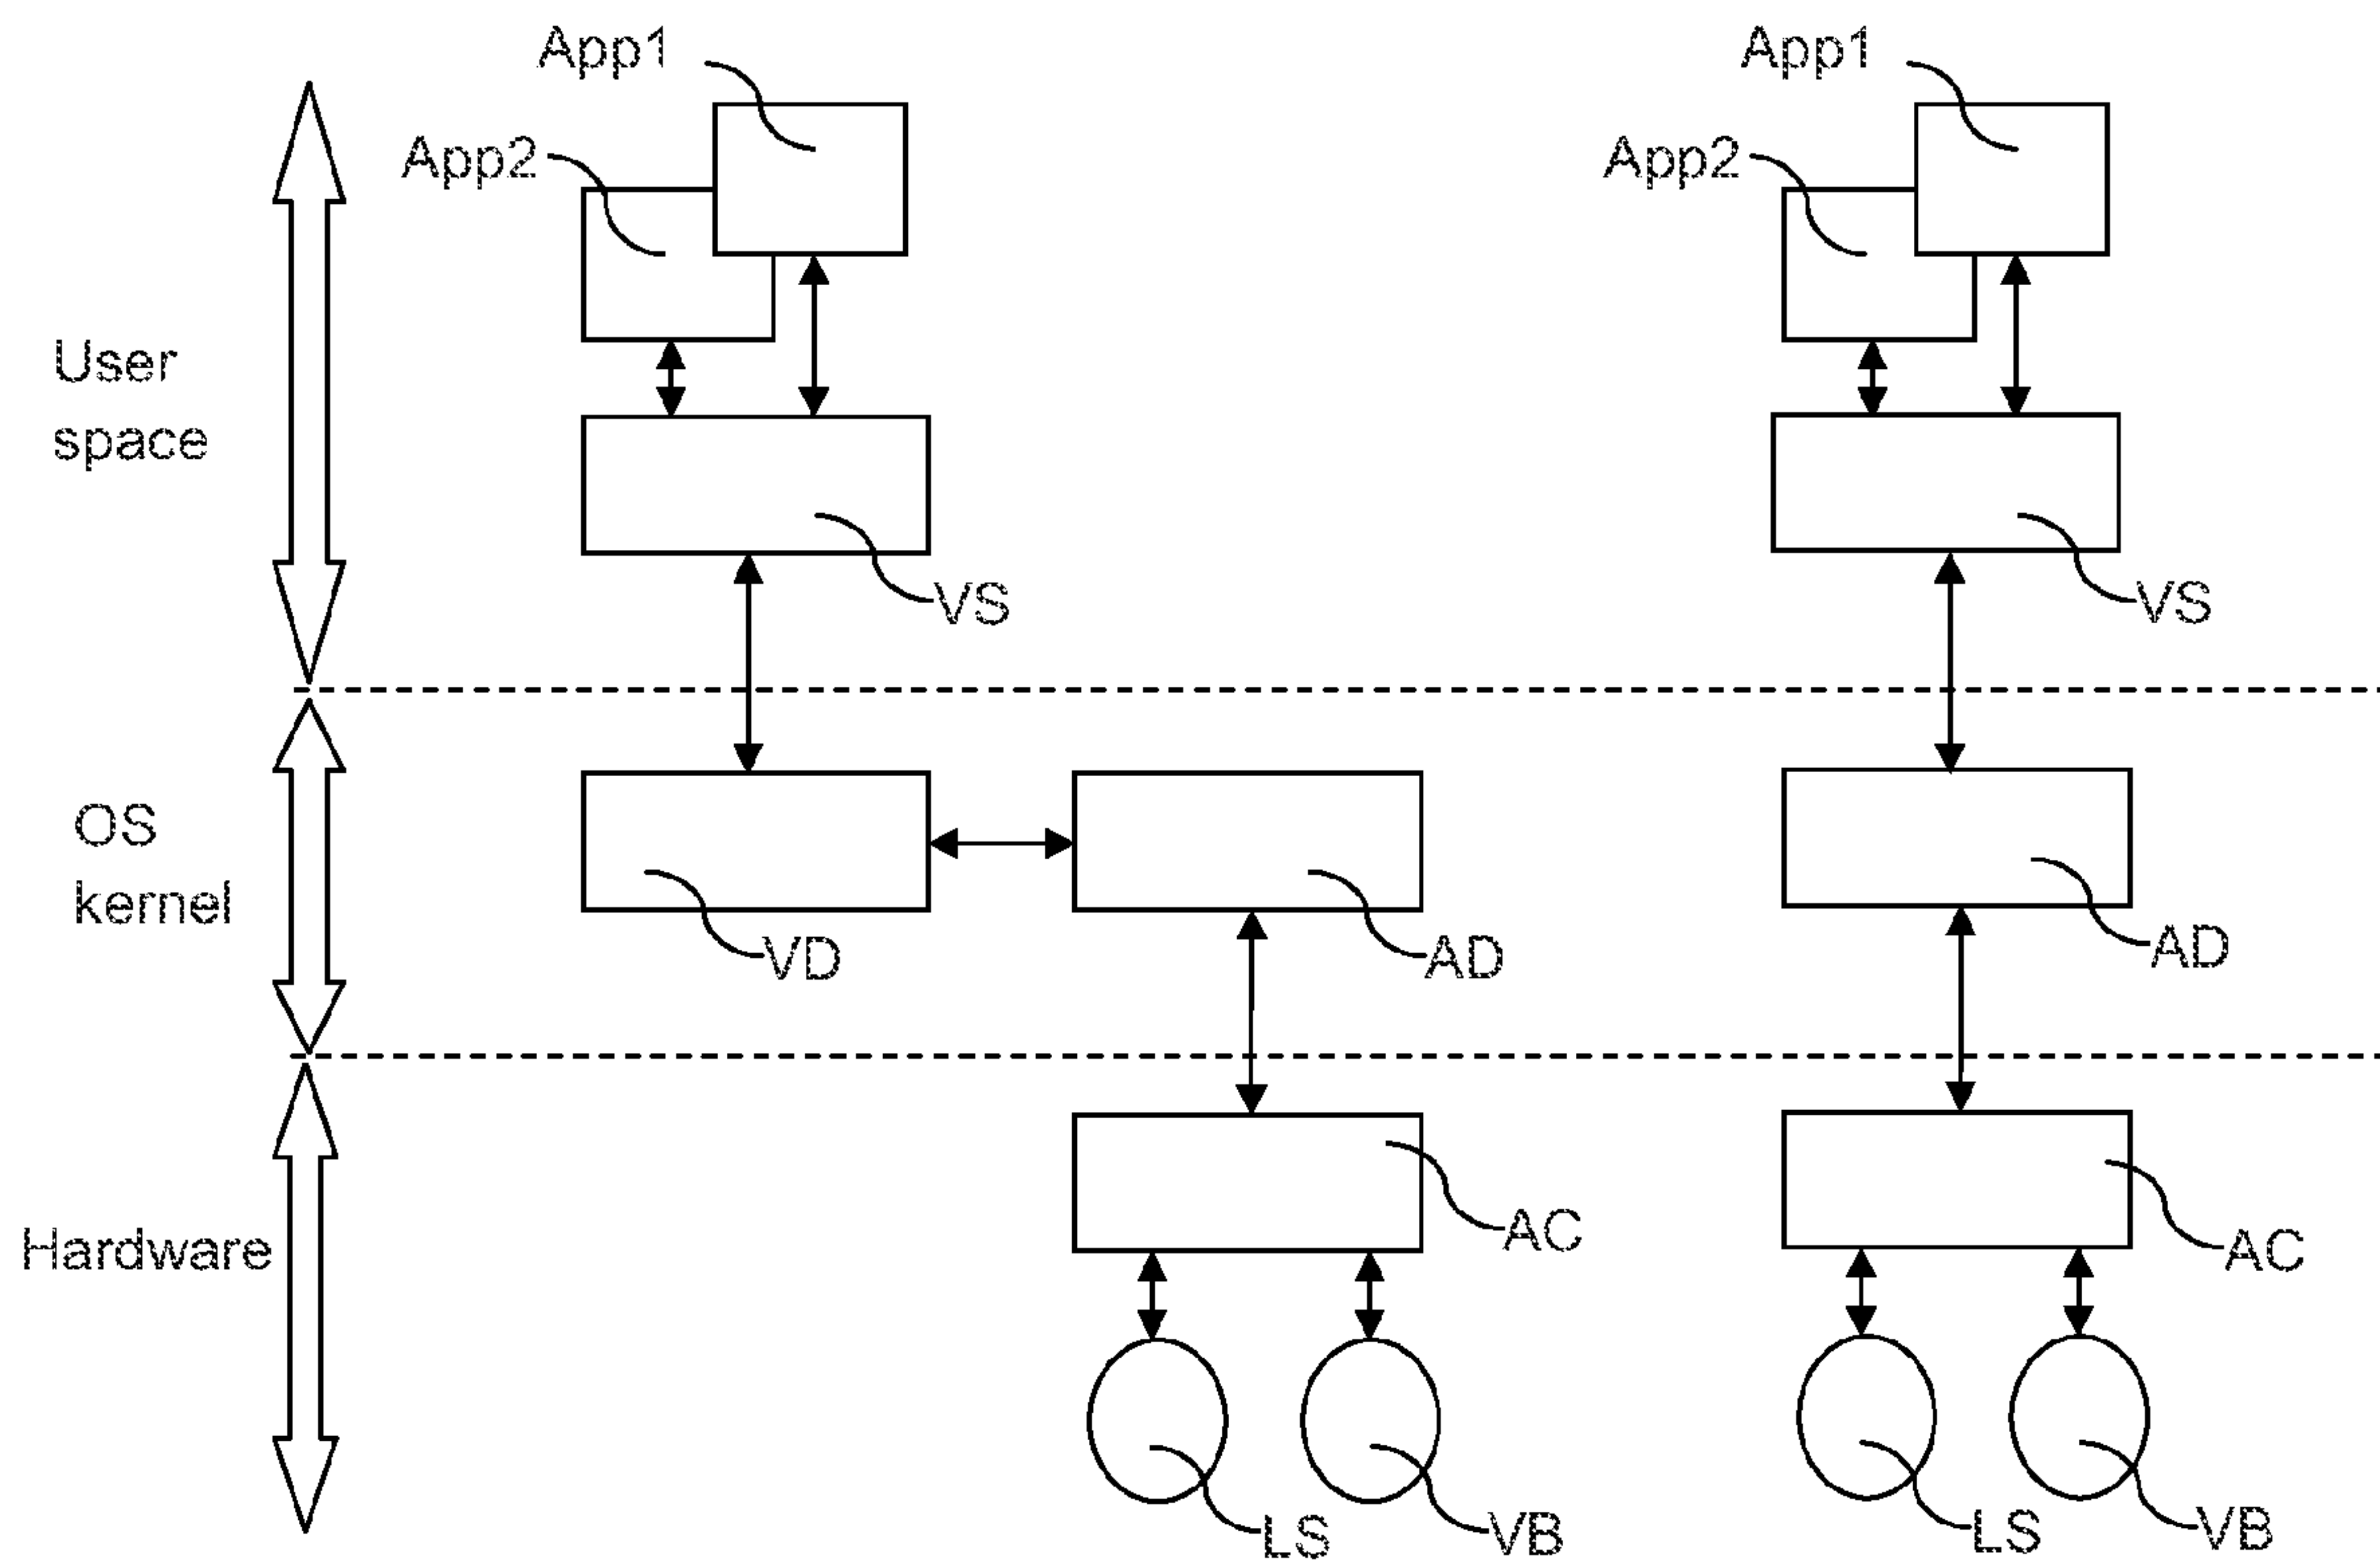 App1
App1
App2
App2
User
space
VS
VS
OS
kernel
VD
AD
AD
Hardware
AC
AC
LS
VB
LS
VB